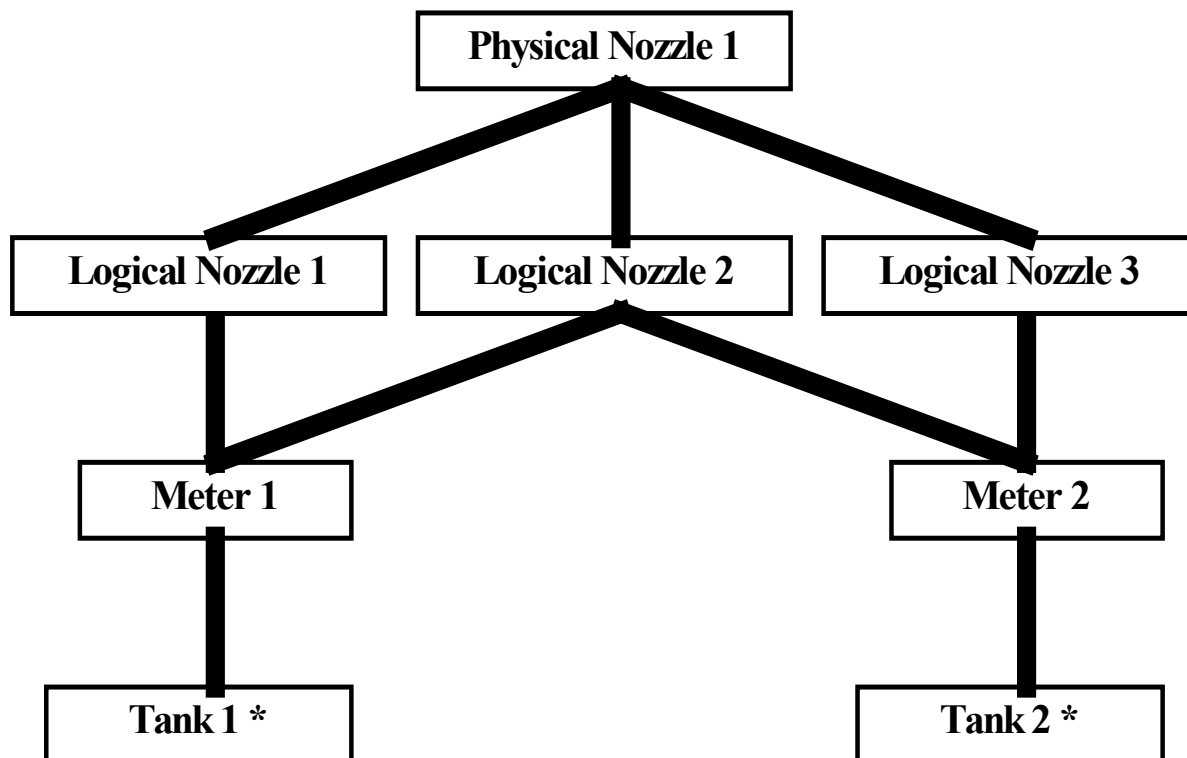 Physical Nozzle 1
Logical Nozzle 1
Logical Nozzle 2
Logical Nozzle 3
Meter 1
Meter 2
Tank 1 *
Tank 2 *